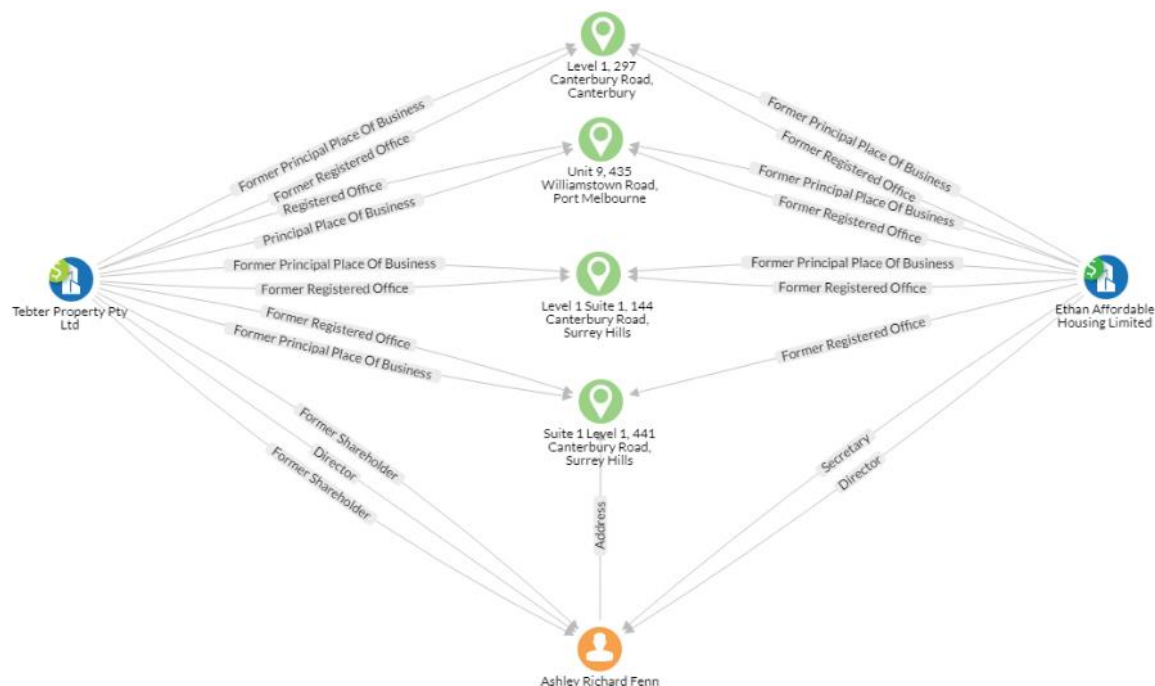 Level 1, 297
Canterbury Road,
Canterbury
Former Principal Place Of Business
Former Principal Place Of Business
Former Registered Office
Former Registered Office
Unit 9, 435
Williamstown Road,
Port Melbourne
Registered Office
Former Principal Place Of Business
Principal Place Of Business
Former Registered Office
Tebter Property Pty
Ltd
Former Principal Place Of Business
Former Principal Place Of Business
Former Registered Office
Former Registered Office
Ethan Affordable
Housing Limited
Level 1 Suite 1, 144
Canterbury Road,
Surrey Hills
Former Registered Office
Former Registered Office
Former Principal Place Of Business
Suite 1 Level 1, 441
Canterbury Road,
Surrey Hills
Former Shareholder
Director
Former Shareholder
Secretary
Director
Address
Ashley Richard Fenn